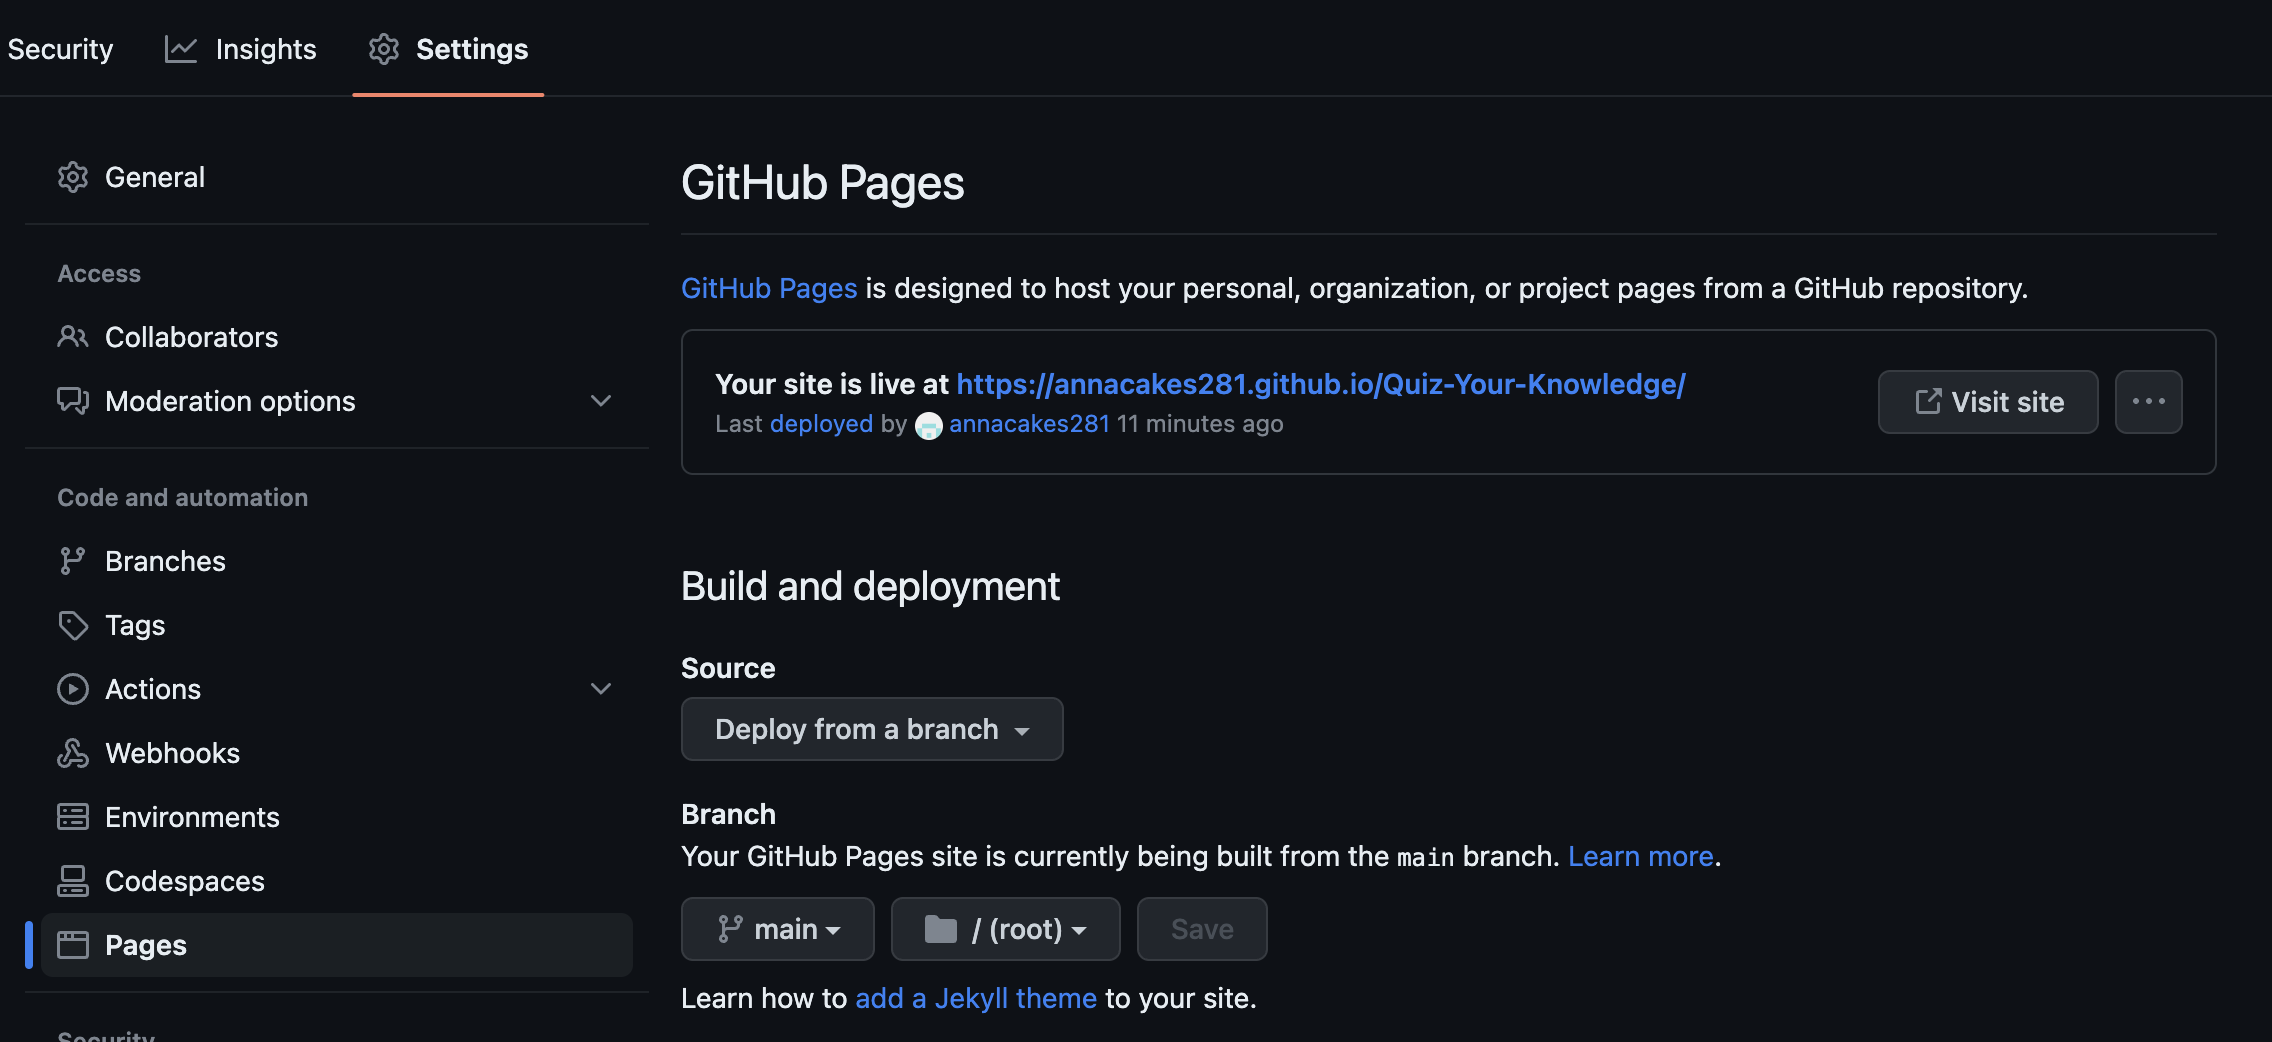 Security
Insights
Settings
General
Access
Collaborators
Moderation options
Code and automation
Branches
Tags
Actions
Webhooks
Environments
Codespaces
Pages
Security
GitHub Pages
GitHub Pages is designed to host your personal, organization, or project pages from a GitHub repository.
Your site is live at https://annacakes281.github.io/Quiz-Your-Knowledge/
Last deployed by annacakes281 11 minutes ago
Visit site
Build and deployment
Source
Deploy from a branch
Branch
Your GitHub Pages site is currently being built from the main branch. Learn more.
main
/ (root)
Save
Learn how to add a Jekyll theme to your site.